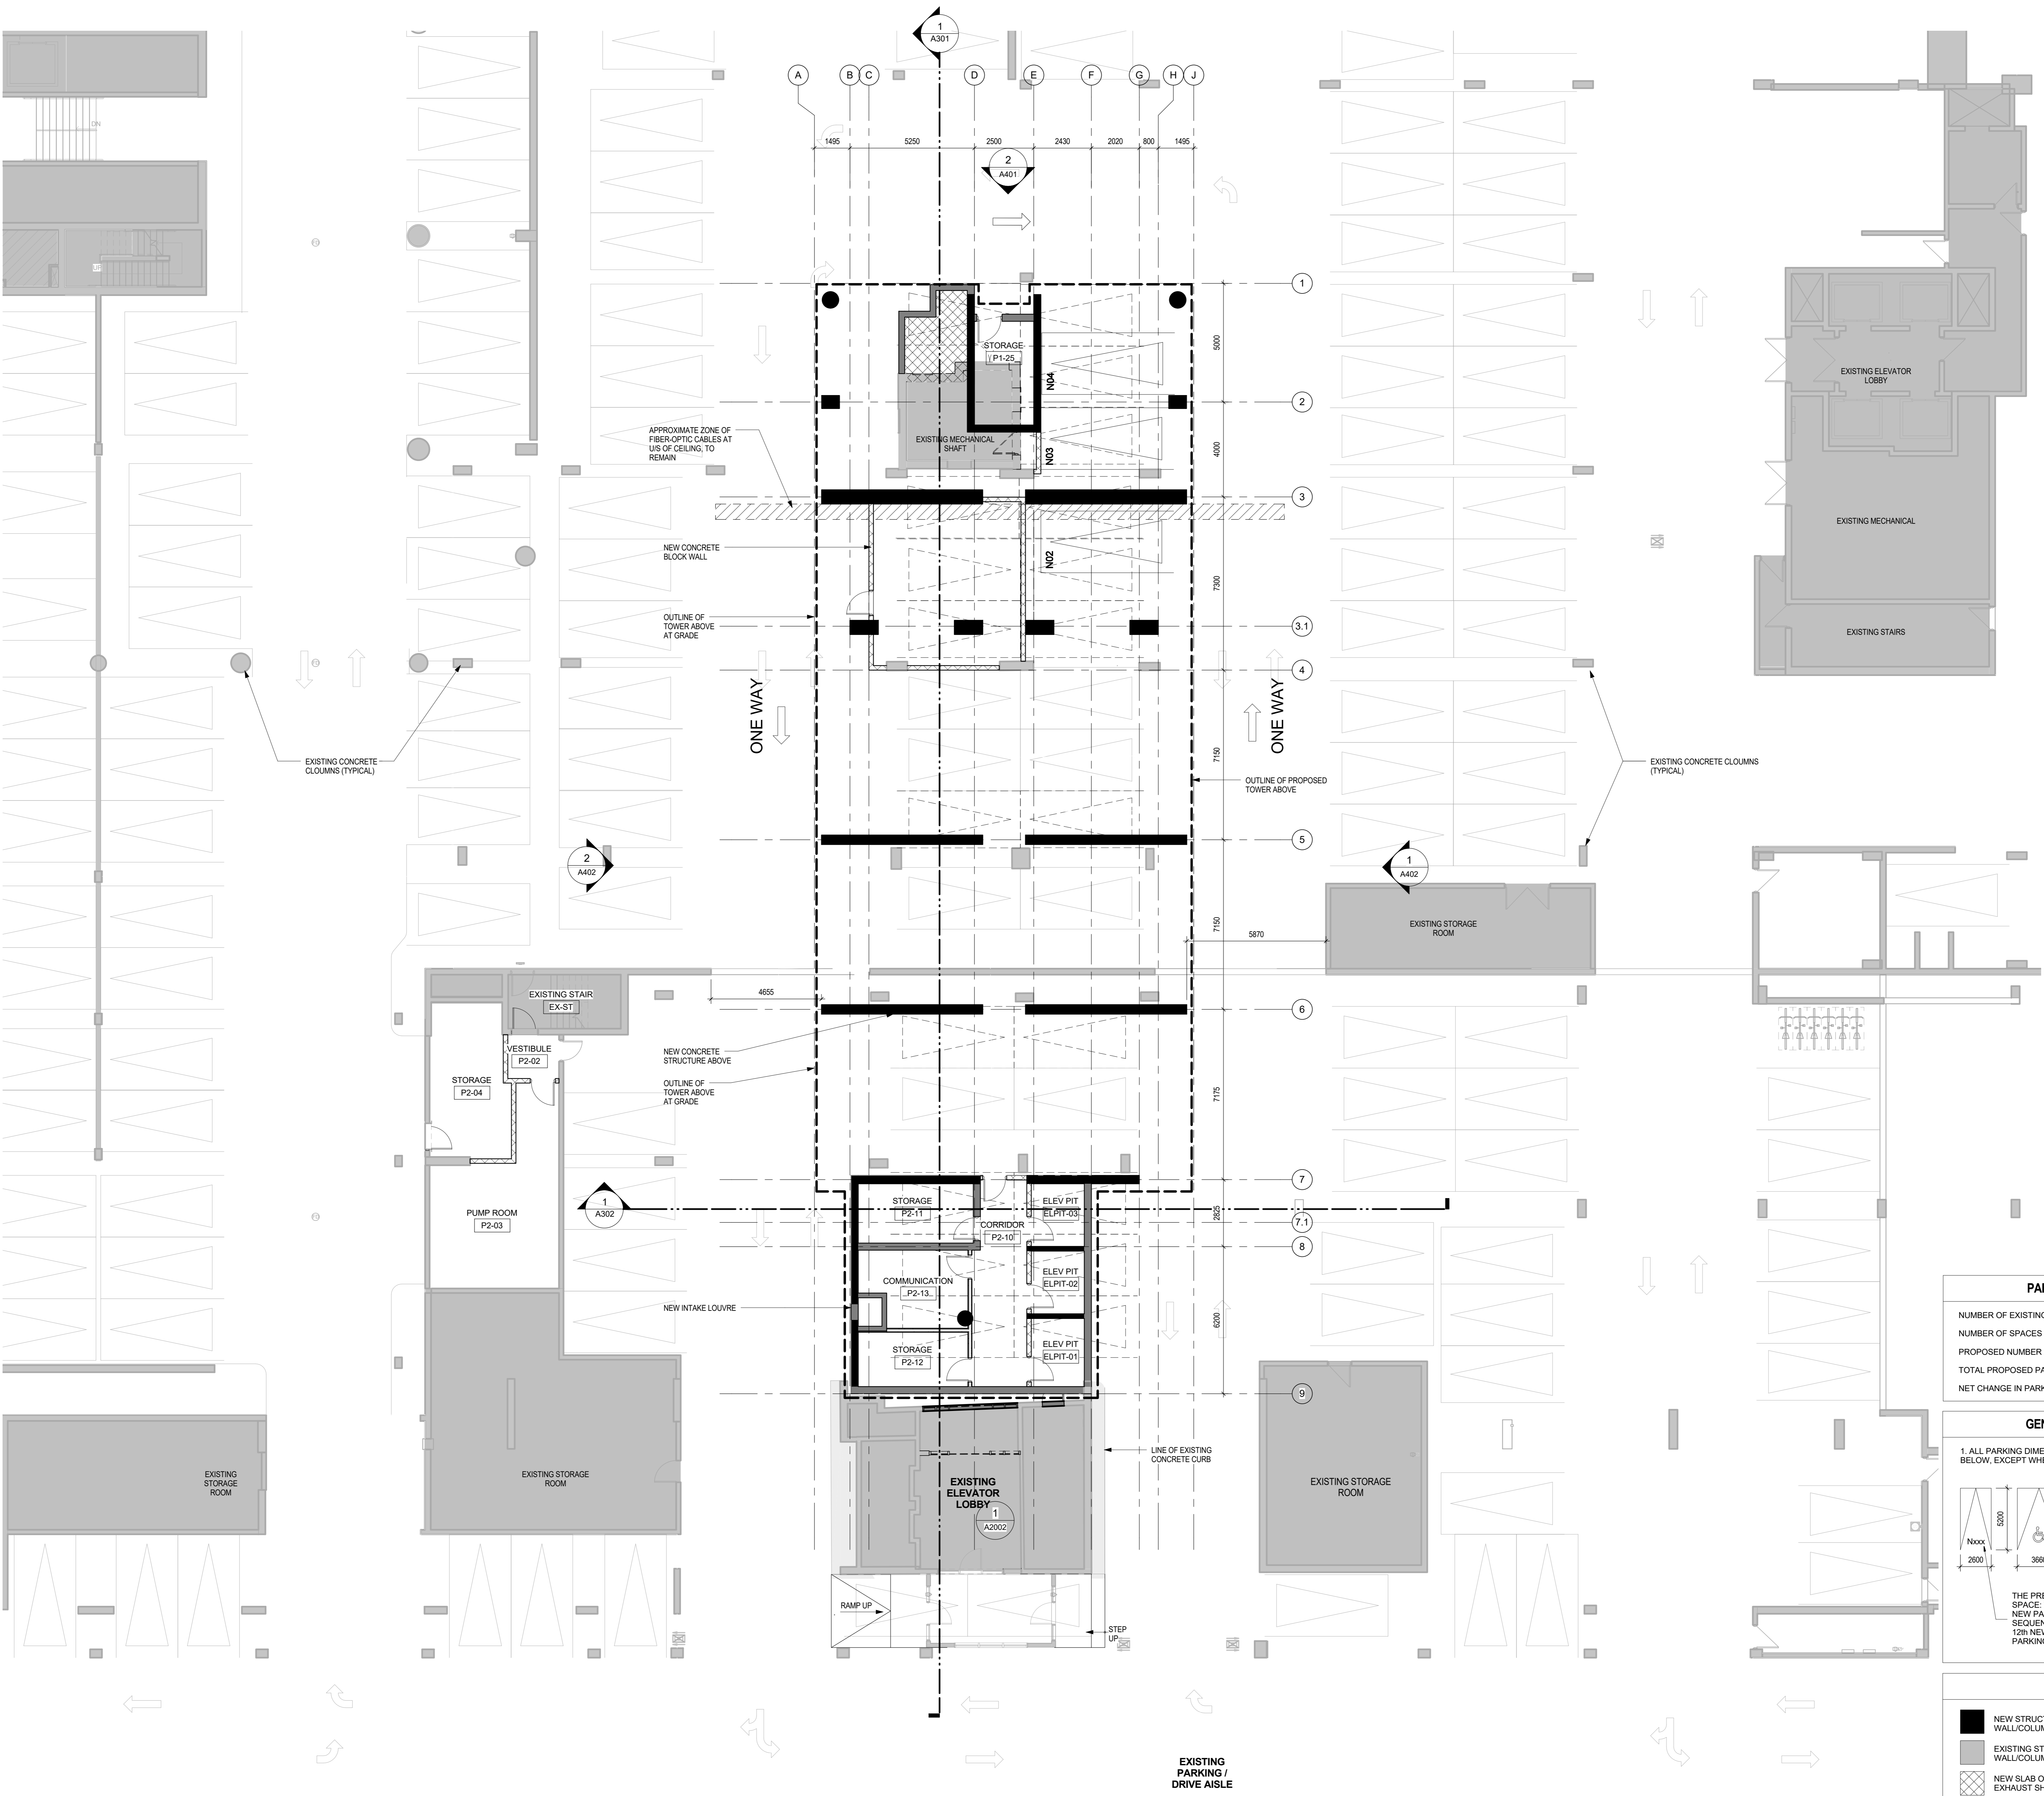 1
A301
A
B
C
D
E
F
G
H
J
1495
5250
2500
2430
2020
800
1495
2
A401
DN
UP
1
5000
STORAGE
P1-25
N04
2
EXISTING ELEVATOR
LOBBY
APPROXIMATE ZONE OF
FIBER-OPTIC CABLES AT
U/S OF CEILING, TO
REMAIN
EXISTING MECHANICAL
SHAFT
N03
4000
3
EXISTING MECHANICAL
NEW CONCRETE
BLOCK WALL
N02
7300
OUTLINE OF
TOWER ABOVE
AT GRADE
3.1
EXISTING STAIRS
4
ONE WAY
ONE WAY
EXISTING CONCRETE
CLOUMNS (TYPICAL)
7150
OUTLINE OF PROPOSED
TOWER ABOVE
EXISTING CONCRETE CLOUMNS
(TYPICAL)
5
2
A402
1
A402
7150
5870
EXISTING STORAGE
ROOM
EXISTING STAIR
EX-ST
4655
6
VESTIBULE
P2-02
NEW CONCRETE
STRUCTURE ABOVE
STORAGE
P2-04
OUTLINE OF
TOWER ABOVE
AT GRADE
7175
7
1
A302
PUMP ROOM
P2-03
STORAGE
P2-11
CORRIDOR
P2-10
ELEV PIT
ELPIT-03
2825
7.1
8
COMMUNICATION
P2-13
ELEV PIT
ELPIT-02
NEW INTAKE LOUVRE
6200
STORAGE
P2-12
ELEV PIT
ELPIT-01
9
PAI
NUMBER OF EXISTING
NUMBER OF SPACES
PROPOSED NUMBER
TOTAL PROPOSED PA
NET CHANGE IN PARK
GEN
1. ALL PARKING DIME
BELOW, EXCEPT WHE
LINE OF EXISTING
CONCRETE CURB
EXISTING
STORAGE
ROOM
EXISTING STORAGE
ROOM
EXISTING
ELEVATOR
LOBBY
1
A2002
EXISTING STORAGE
ROOM
5200
Nxxx
2600
3660
THE PRE
SPACE:
NEW PA
SEQUEN
12th NEW
PARKING
RAMP UP
STEP
UP
NEW STRUCT
WALL/COLUM
EXISTING ST
WALL/COLUM
NEW SLAB O
EXHAUST SH
EXISTING
PARKING /
DRIVE AISLE